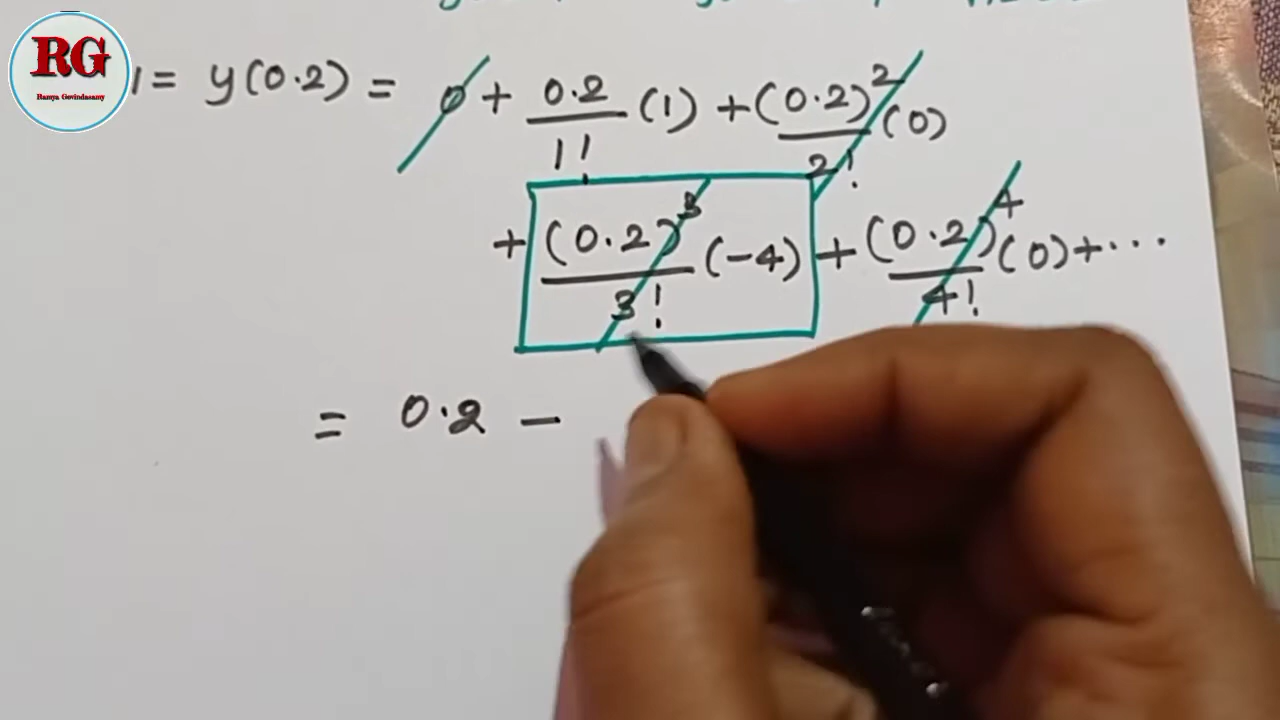 RG
Ramya Govindasamy
1 = y(0.2) = 0 + 0.2/1! (1) + (0.2)²/2! (0)
+ (0.2)³/3! (-4) + (0.2)⁴/4! (0) + ...
= 0.2 -